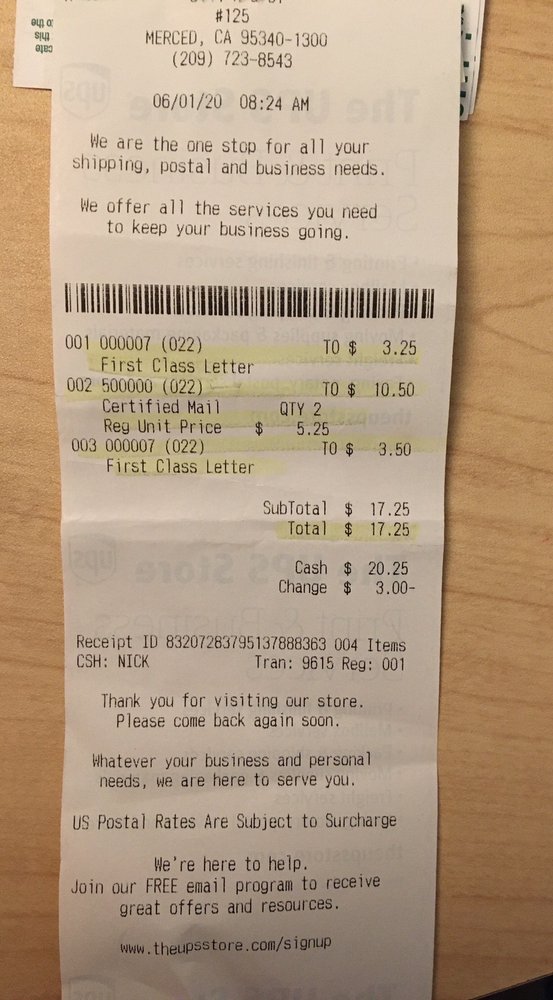 #125
MERCED, CA 95340-1300
(209) 723-8543
06/01/20 08:24 AM
We are the one stop for all your
shipping, postal and business needs.
We offer all the services you need
to keep your business going.
001 000007 (022) TO $ 3.25
First Class Letter
002 500000 (022) TO $ 10.50
Certified Mail QTY 2
Reg Unit Price $ 5.25
003 000007 (022) TO $ 3.50
First Class Letter
SubTotal $ 17.25
Total $ 17.25
Cash $ 20.25
Change $ 3.00-
Receipt ID 83207283795137888363 004 Items
CSH: NICK Tran: 9615 Reg: 001
Thank you for visiting our store.
Please come back again soon.
Whatever your business and personal
needs, we are here to serve you.
US Postal Rates Are Subject to Surcharge
We're here to help.
Join our FREE email program to receive
great offers and resources.
www.theupsstore.com/signup